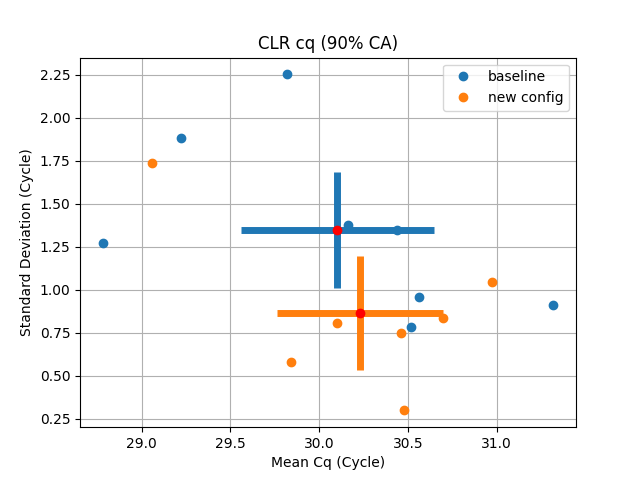 CLR cq (90% CA)
baseline
new config
Standard Deviation (Cycle)
2.25
2.00
1.75
1.50
1.25
1.00
0.75
0.50
0.25
29.0 29.5 30.0 30.5 31.0
Mean Cq (Cycle)